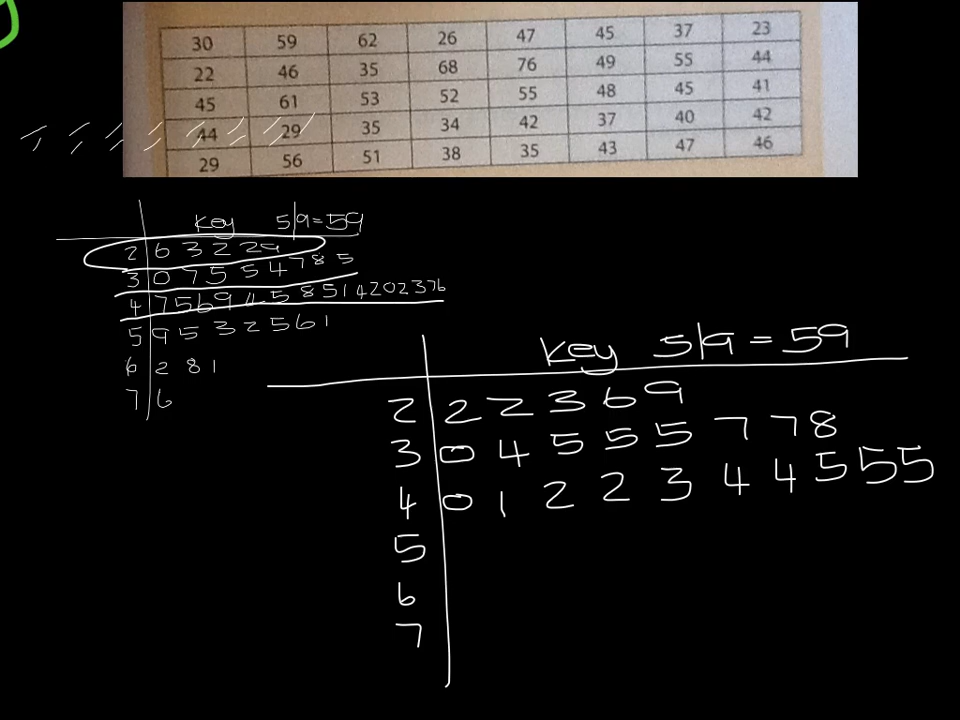 30 59 62 26 47 45 37 23
22 46 35 68 76 49 55 44
45 61 53 52 55 48 45 41
44 29 35 34 42 37 40 42
29 56 51 38 35 43 47 46
Key 5|9=59
2 6 3 2 2 9
3 0 7 5 5 4 7 8 5
4 7 5 6 9 4 5 8 5 1 4 2 0 2 3 7 6
5 9 5 3 2 5 6 1
6 2 8 1
7 6
Key 5|9 = 59
2 2 2 3 6 9
3 0 4 5 5 5 7 7 8
4 0 1 2 2 3 4 4 5 5 5
5
6
7